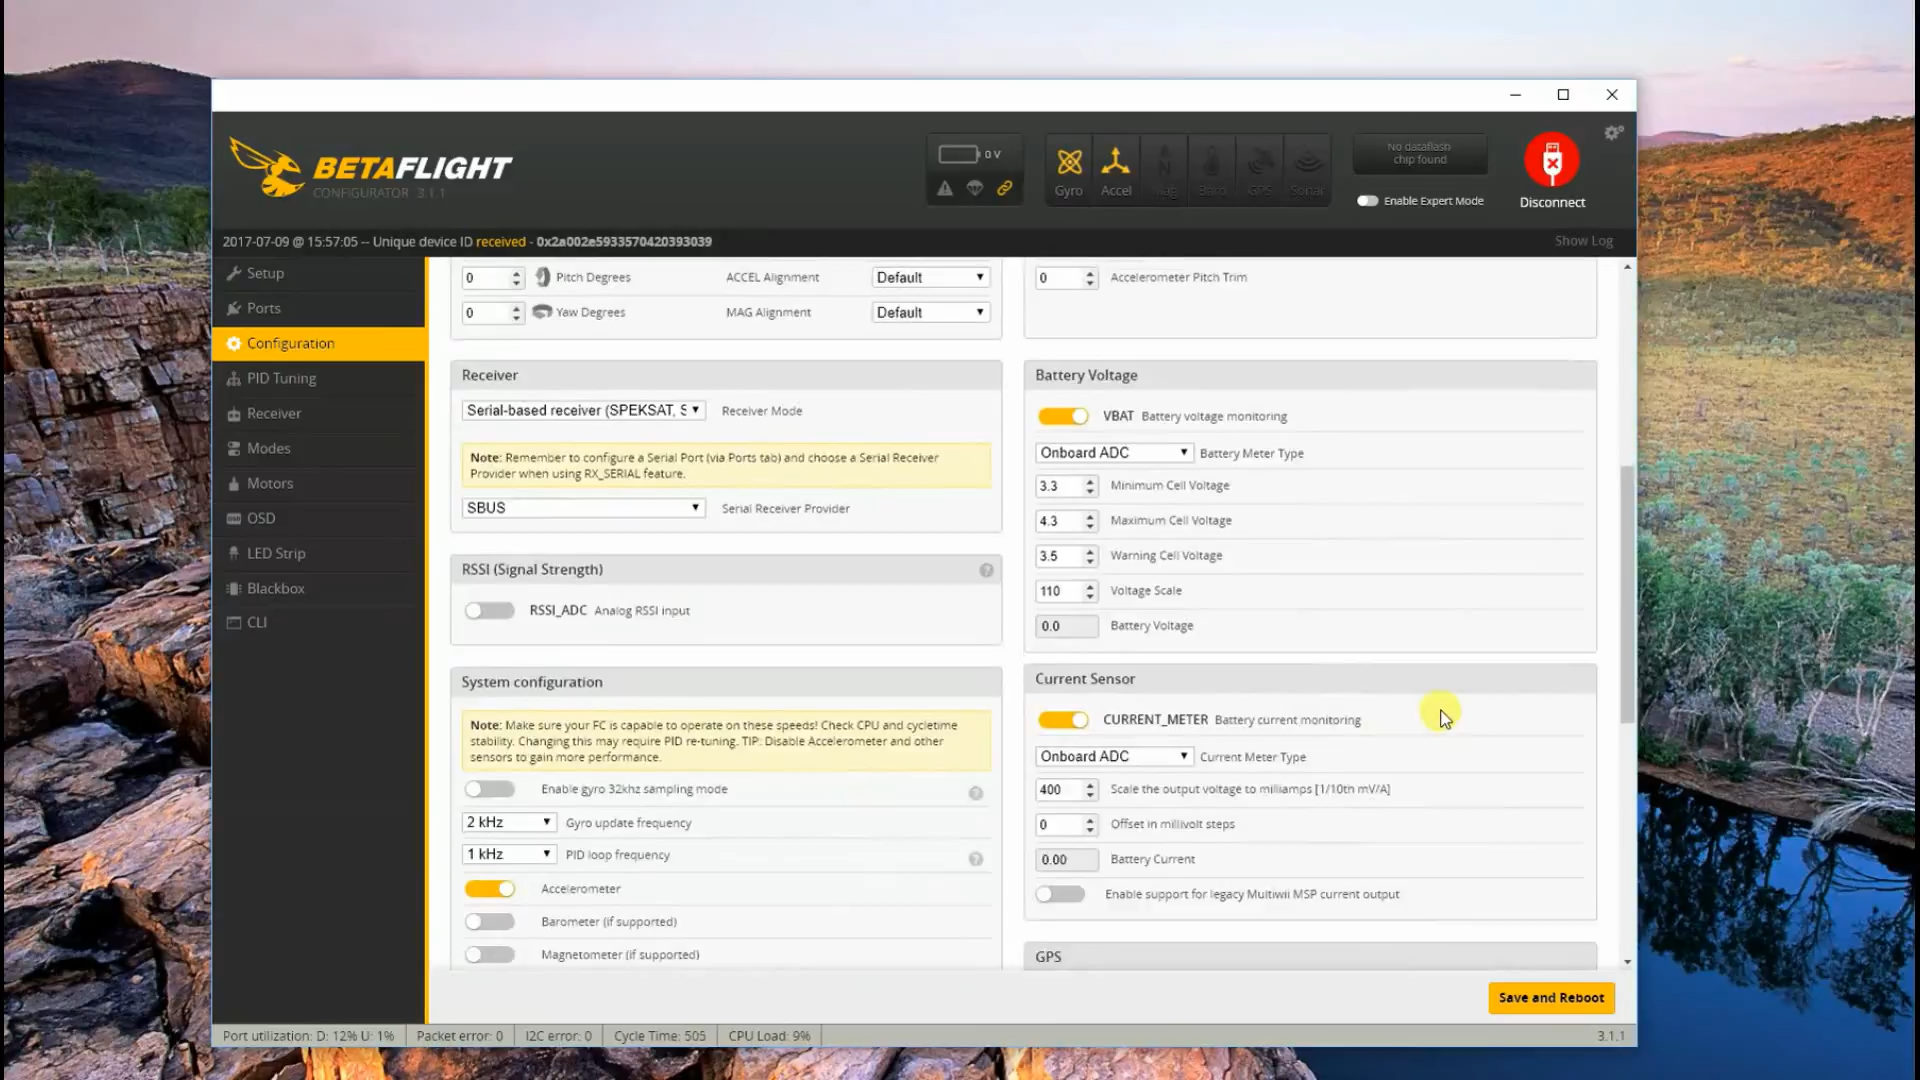 BETAFLIGHT
CONFIGURATOR 3.1.1
0 V
Gyro
Accel
Mag
Baro
GPS
Sonar
No dataflash
chip found
Enable Expert Mode
Disconnect
2017-07-09 @ 15:57:05 -- Unique device ID received - 0x2a002e5933570420393039
Show Log
Setup
Ports
Configuration
PID Tuning
Receiver
Modes
Motors
OSD
LED Strip
Blackbox
CLI
0 Pitch Degrees ACCEL Alignment Default
0 Yaw Degrees MAG Alignment Default
0 Accelerometer Pitch Trim
Receiver
Serial-based receiver (SPEKSAT, S Receiver Mode
Note: Remember to configure a Serial Port (via Ports tab) and choose a Serial Receiver
Provider when using RX_SERIAL feature.
SBUS Serial Receiver Provider
RSSI (Signal Strength)
RSSI_ADC Analog RSSI input
System configuration
Note: Make sure your FC is capable to operate on these speeds! Check CPU and cycletime
stability. Changing this may require PID re-tuning. TIP: Disable Accelerometer and other
sensors to gain more performance.
Enable gyro 32khz sampling mode
2 kHz Gyro update frequency
1 kHz PID loop frequency
Accelerometer
Barometer (if supported)
Magnetometer (if supported)
Battery Voltage
VBAT Battery voltage monitoring
Onboard ADC Battery Meter Type
3.3 Minimum Cell Voltage
4.3 Maximum Cell Voltage
3.5 Warning Cell Voltage
110 Voltage Scale
0.0 Battery Voltage
Current Sensor
CURRENT_METER Battery current monitoring
Onboard ADC Current Meter Type
400 Scale the output voltage to milliamps [1/10th mV/A]
0 Offset in millivolt steps
0.00 Battery Current
Enable support for legacy Multiwii MSP current output
GPS
Save and Reboot
Port utilization: D: 12% U: 1% Packet error: 0 I2C error: 0 Cycle Time: 505 CPU Load: 9% 3.1.1